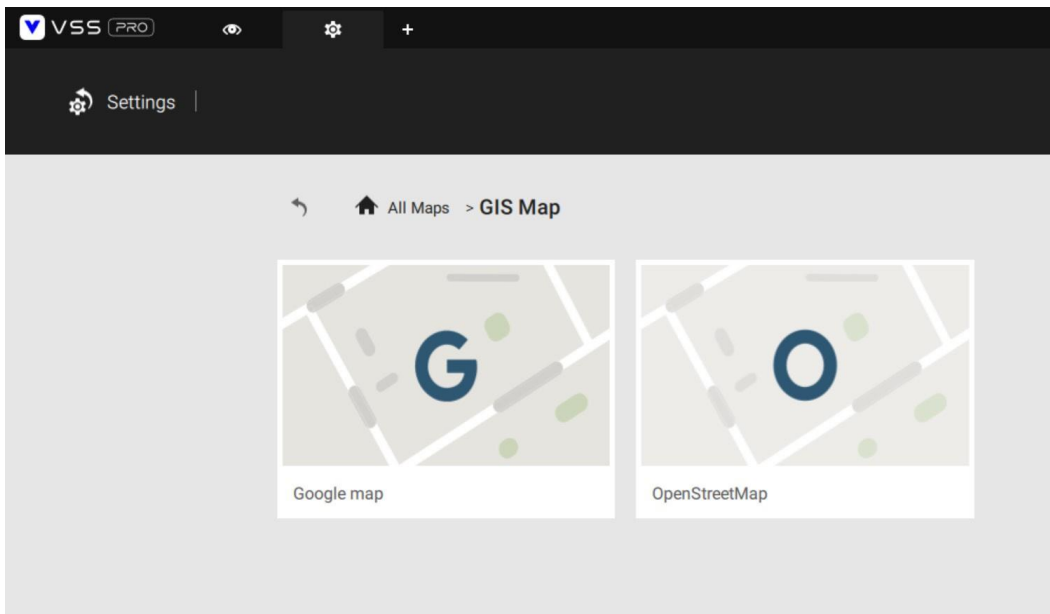 VSS PRO
+
Settings
All Maps > GIS Map
G
O
Google map
OpenStreetMap